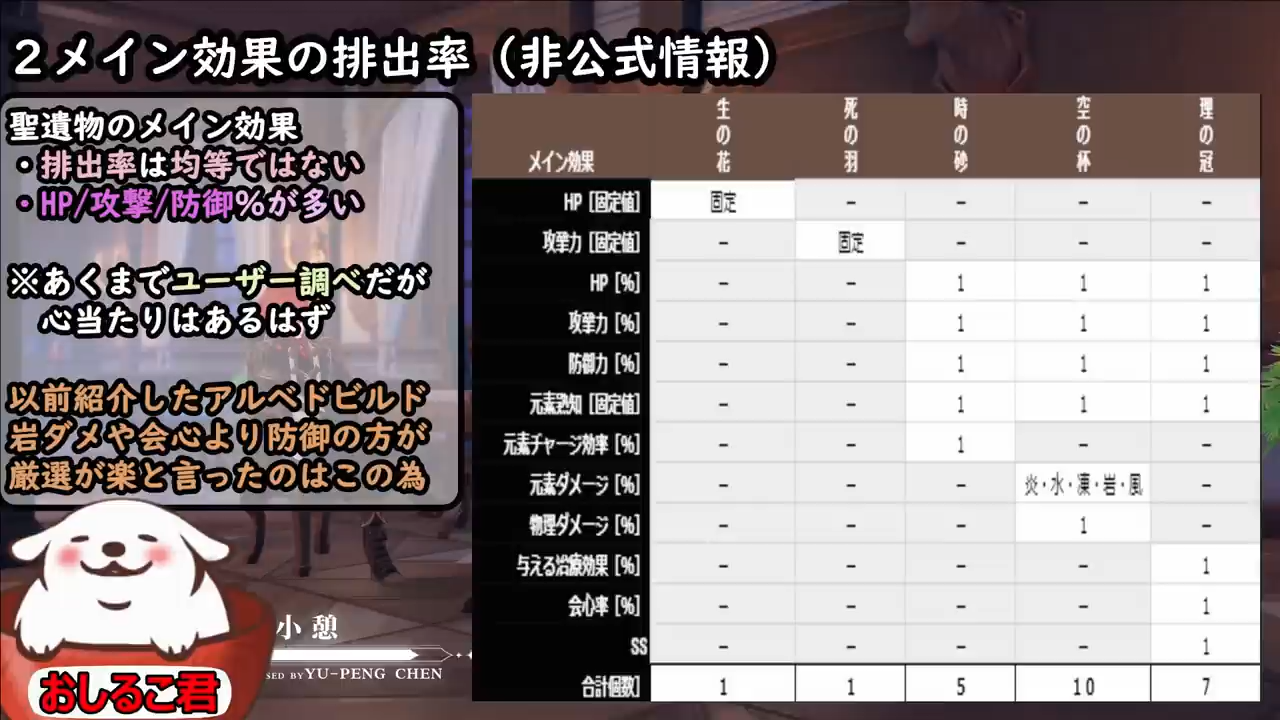 ２メイン効果の排出率（非公式情報）
聖遺物のメイン効果
・排出率は均等ではない
・HP/攻撃/防御%が多い
※あくまでユーザー調べだが
心当たりはあるはず
以前紹介したアルベドビルド
岩ダメや会心より防御の方が
厳選が楽と言ったのはこの為
メイン効果 生の花 死の羽 時の砂 空の杯 理の冠
HP [固定値] 固定 - - - -
攻撃力 [固定値] - 固定 - - -
HP [%] - - 1 1 1
攻撃力 [%] - - 1 1 1
防御力 [%] - - 1 1 1
元素熟知 [固定値] - - 1 1 1
元素チャージ効率 [%] - - 1 - -
元素ダメージ [%] - - - 炎・水・凍・岩・風 -
物理ダメージ [%] - - - 1 -
与える治療効果 [%] - - - - 1
会心率 [%] - - - - 1
SS - - - - 1
合計個数] 1 1 5 10 7
小憩
SED BY YU-PENG CHEN
おしるこ君